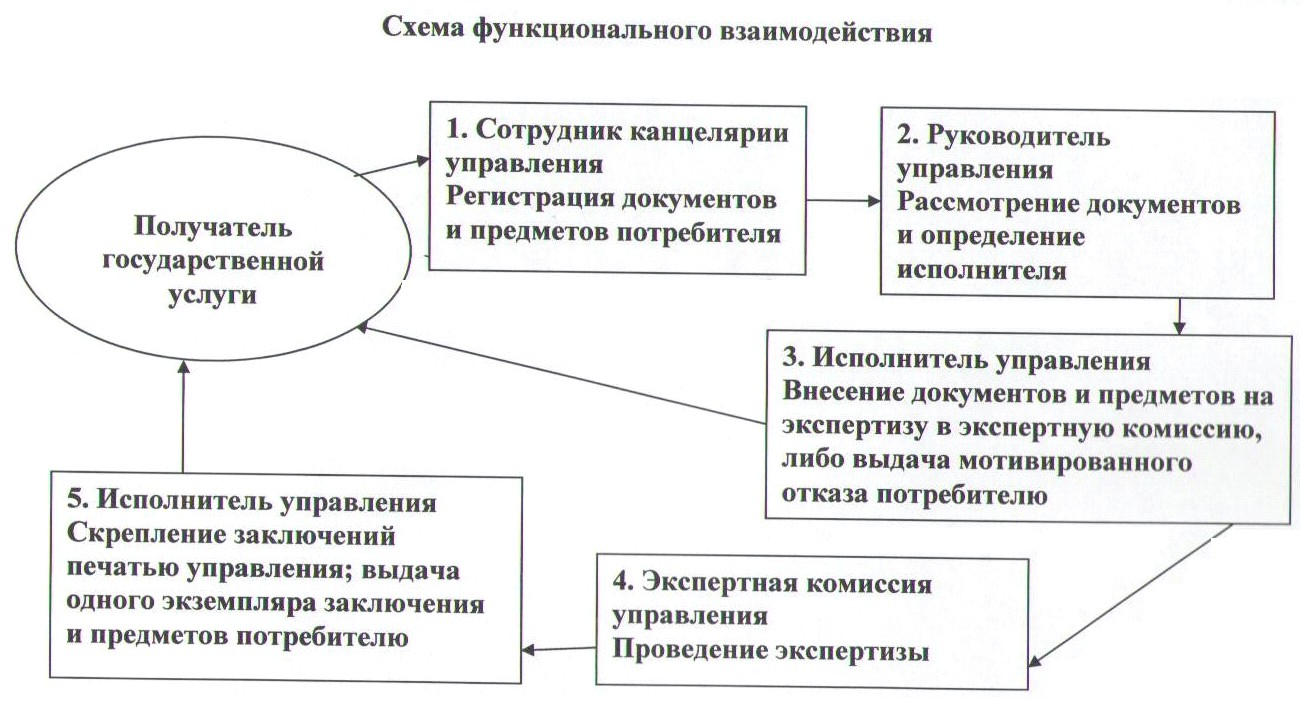 Схема функционального взаимодействия
Получатель
государственной
услуги
1. Сотрудник канцелярии
управления
Регистрация документов
и предметов потребителя
2. Руководитель
управления
Рассмотрение документов
и определение
исполнителя
3. Исполнитель управления
Внесение документов и предметов на
экспертизу в экспертную комиссию,
либо выдача мотивированного
отказа потребителю
4. Экспертная комиссия
управления
Проведение экспертизы
5. Исполнитель управления
Скрепление заключений
печатью управления; выдача
одного экземпляра заключения
и предметов потребителю